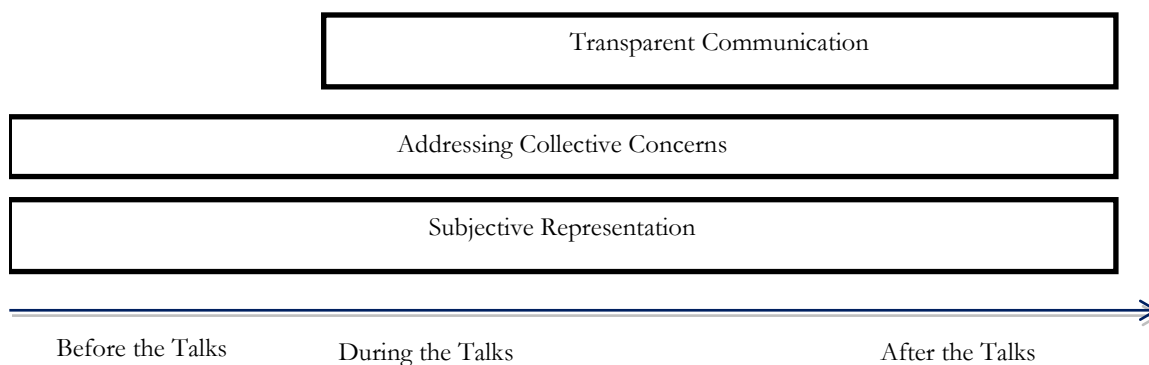 Transparent Communication
Addressing Collective Concerns
Subjective Representation
Before the Talks
During the Talks
After the Talks